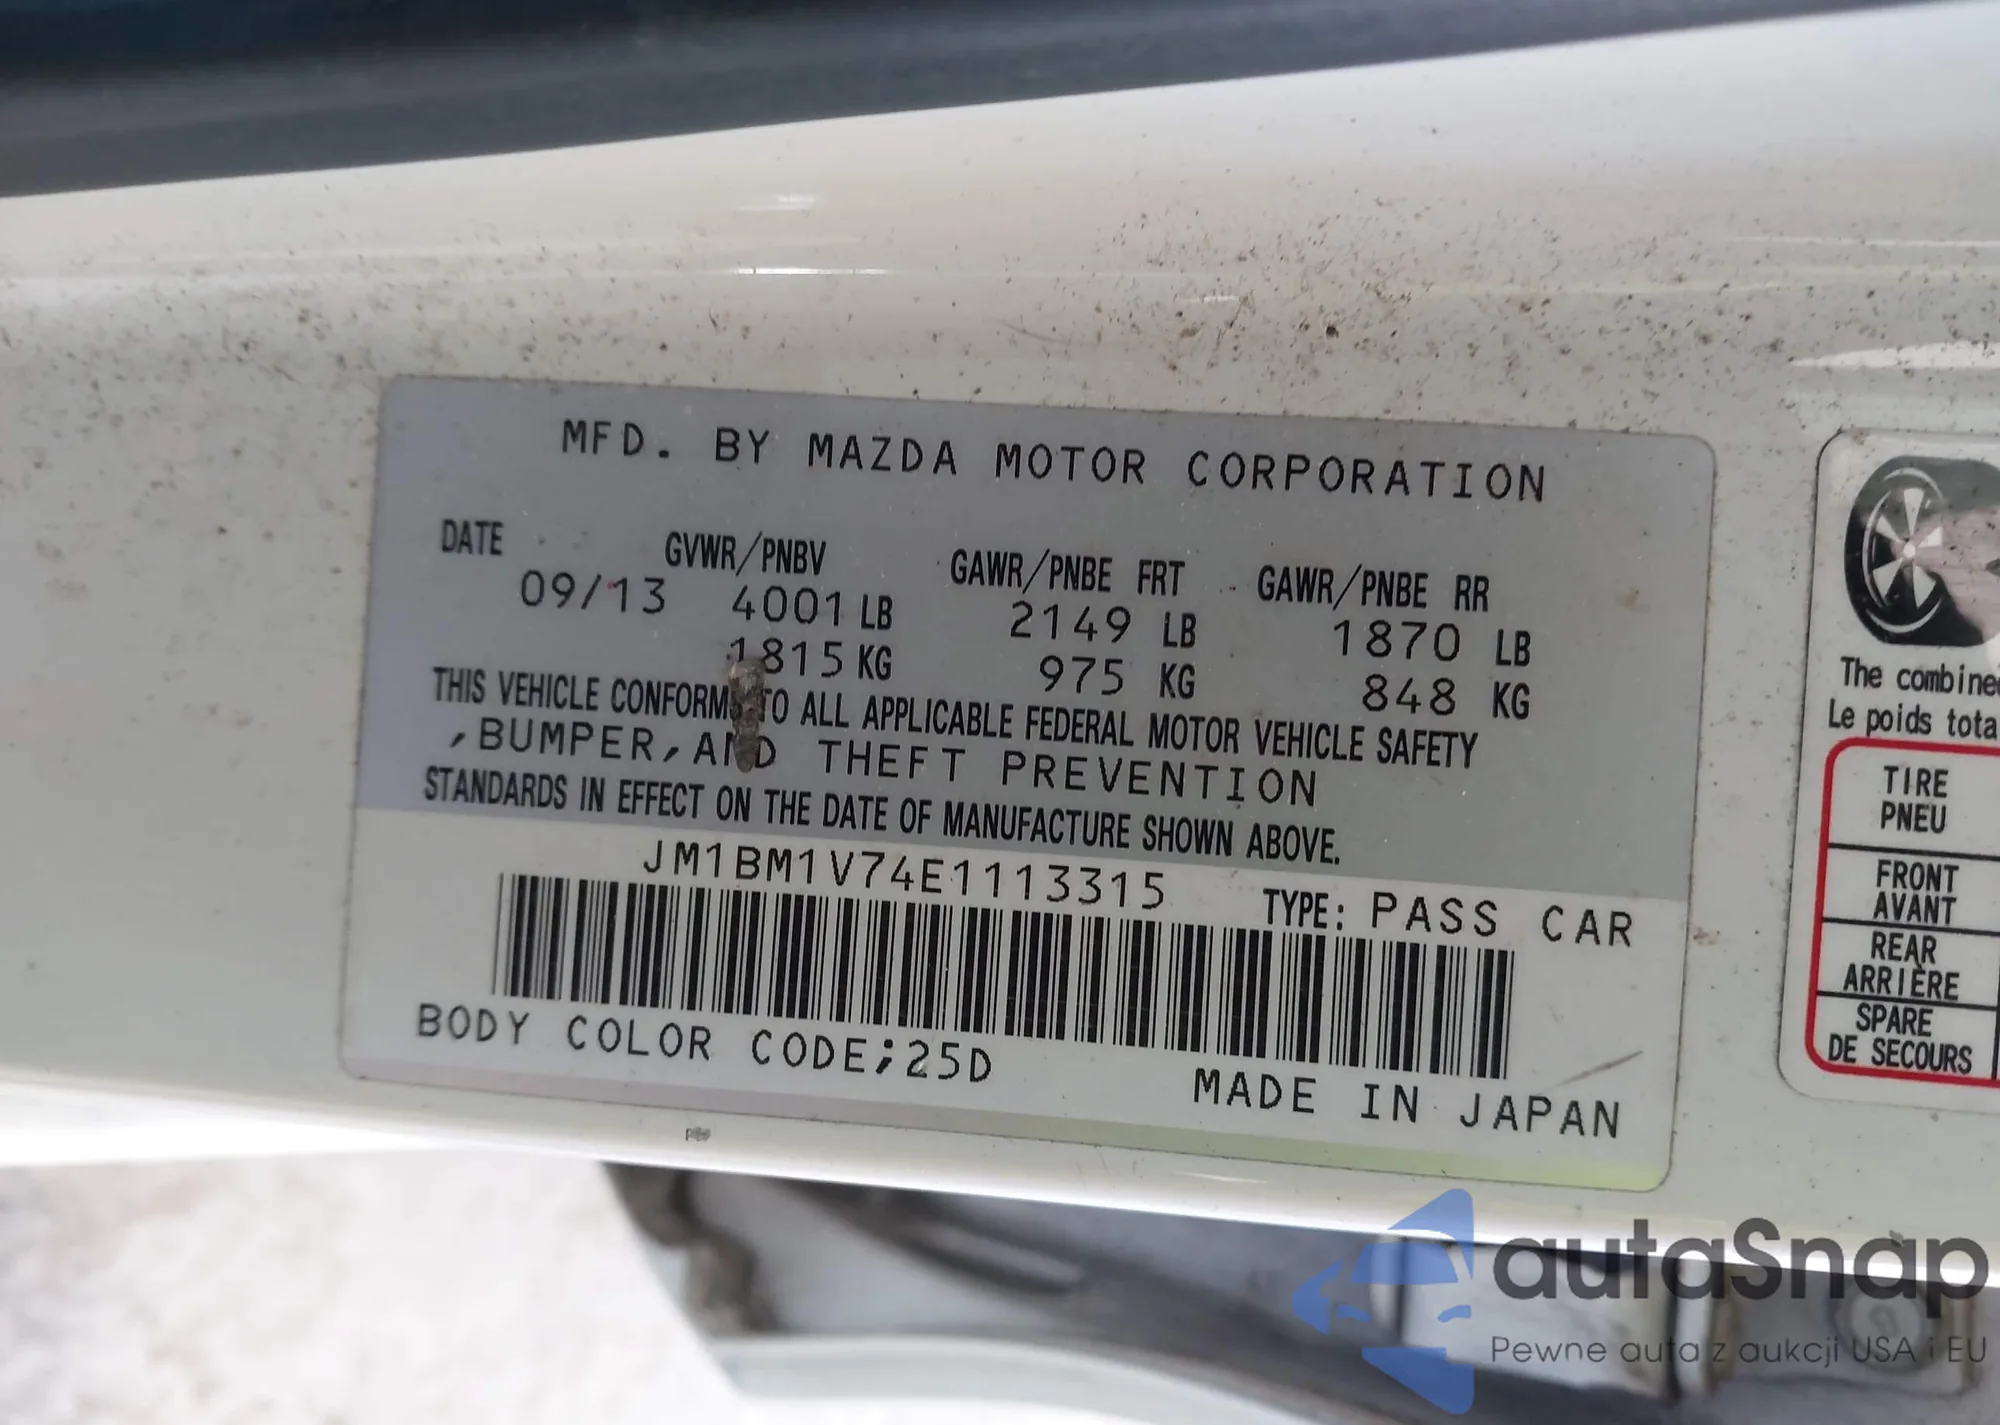 MFD. BY MAZDA MOTOR CORPORATION
DATE GVWR/PNBV GAWR/PNBE FRT GAWR/PNBE RR
09/13 4001 LB 2149 LB 1870 LB
1815 KG 975 KG 848 KG
THIS VEHICLE CONFORMS TO ALL APPLICABLE FEDERAL MOTOR VEHICLE SAFETY
,BUMPER,AND THEFT PREVENTION
STANDARDS IN EFFECT ON THE DATE OF MANUFACTURE SHOWN ABOVE.
JM1BM1V74E1113315 TYPE: PASS CAR
BODY COLOR CODE;25D
MADE IN JAPAN
The combined
Le poids tota
TIRE
PNEU
FRONT
AVANT
REAR
ARRIÈRE
SPARE
DE SECOURS
autaSnap
Pewne auta z aukcji USA i EU